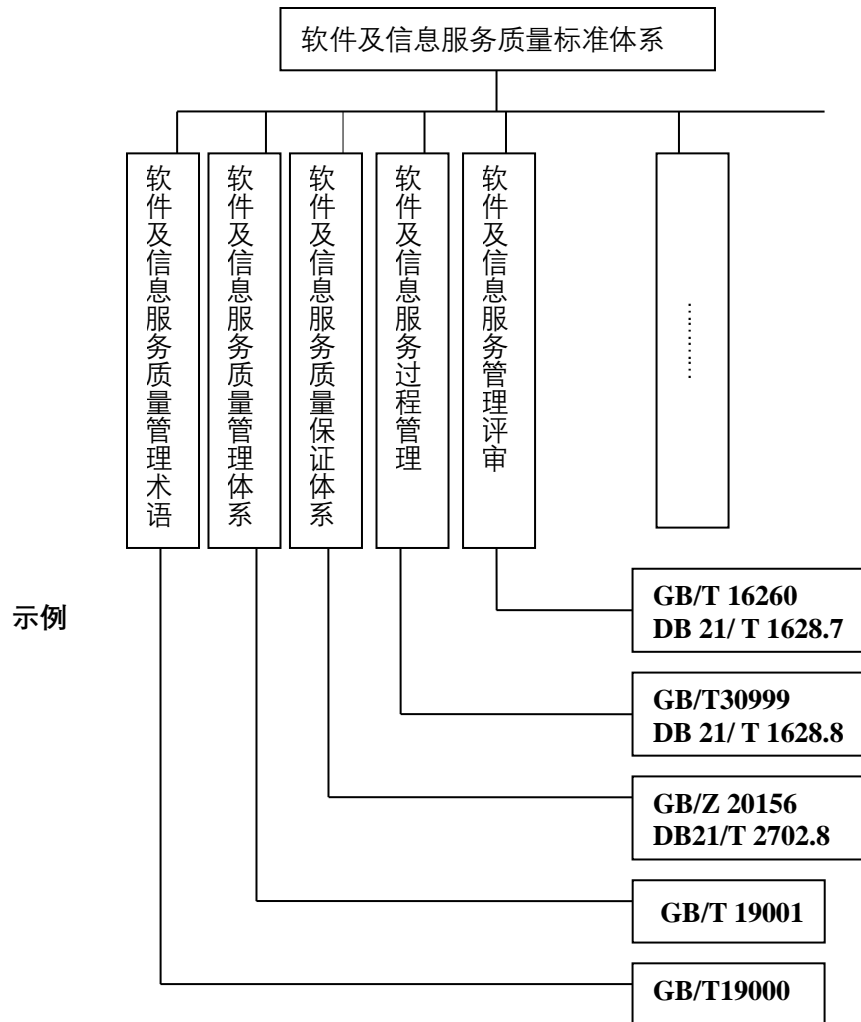 软件及信息服务质量标准体系
软件及信息服务质量管理术语
软件及信息服务质量管理体系
软件及信息服务质量保证体系
软件及信息服务过程管理
软件及信息服务管理评审
…………
示例
GB/T 16260
DB 21/ T 1628.7
GB/T30999
DB 21/ T 1628.8
GB/Z 20156
DB21/T 2702.8
GB/T 19001
GB/T19000